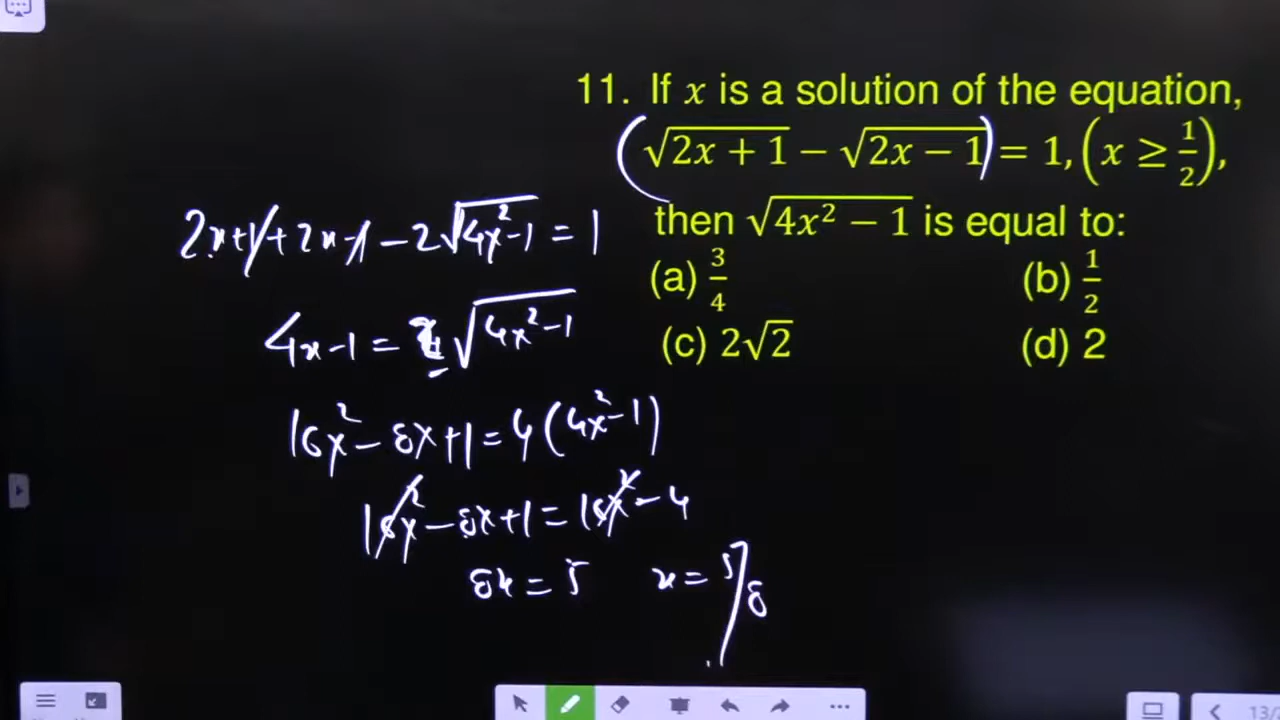 11. If x is a solution of the equation,
(√(2x + 1) − √(2x − 1)) = 1, (x ≥ 1/2),
then √(4x² − 1) is equal to:
(a) 3/4 (b) 1/2
(c) 2√2 (d) 2
2x+1+2x-1-2√(4x²-1) = 1
4x-1 = √(4x²-1)
16x²-8x+1=4(4x²-1)
16x²-8x+1=16x²-4
8x=5 x=5/8
13/